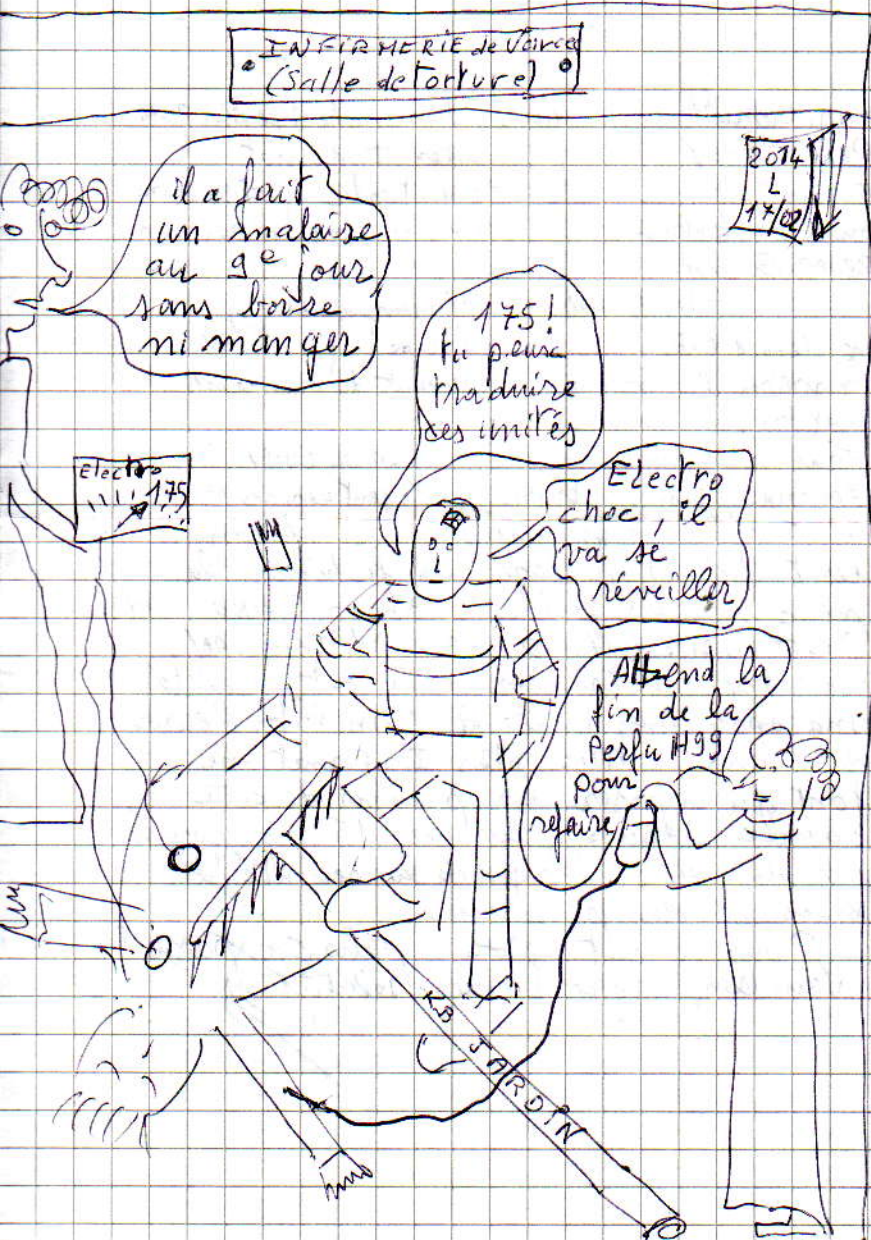 INFIRMERIE de
(Salle de torture)
2014
L
17/02
il a fait
un malaise
au 9e jour
sans boire
ni manger
175!
tu peux
traduire
ces unités
Electro
175
Electro
choc, il
va se
réveiller
Attend la
fin de la
Perfu H99
pour
refaire
KB JARDIN